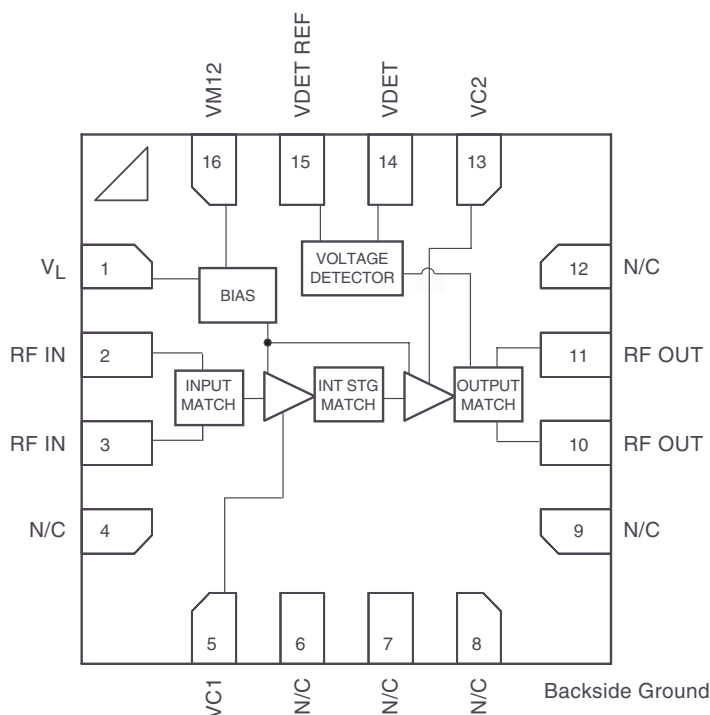 VM12
VDET REF
VDET
VC2
16
15
14
13
VL
1
BIAS
VOLTAGE
DETECTOR
12
N/C
RF IN
2
11
RF OUT
INPUT
MATCH
INT STG
MATCH
OUTPUT
MATCH
RF IN
3
10
RF OUT
N/C
4
9
N/C
5
6
7
8
VC1
N/C
N/C
N/C
Backside Ground